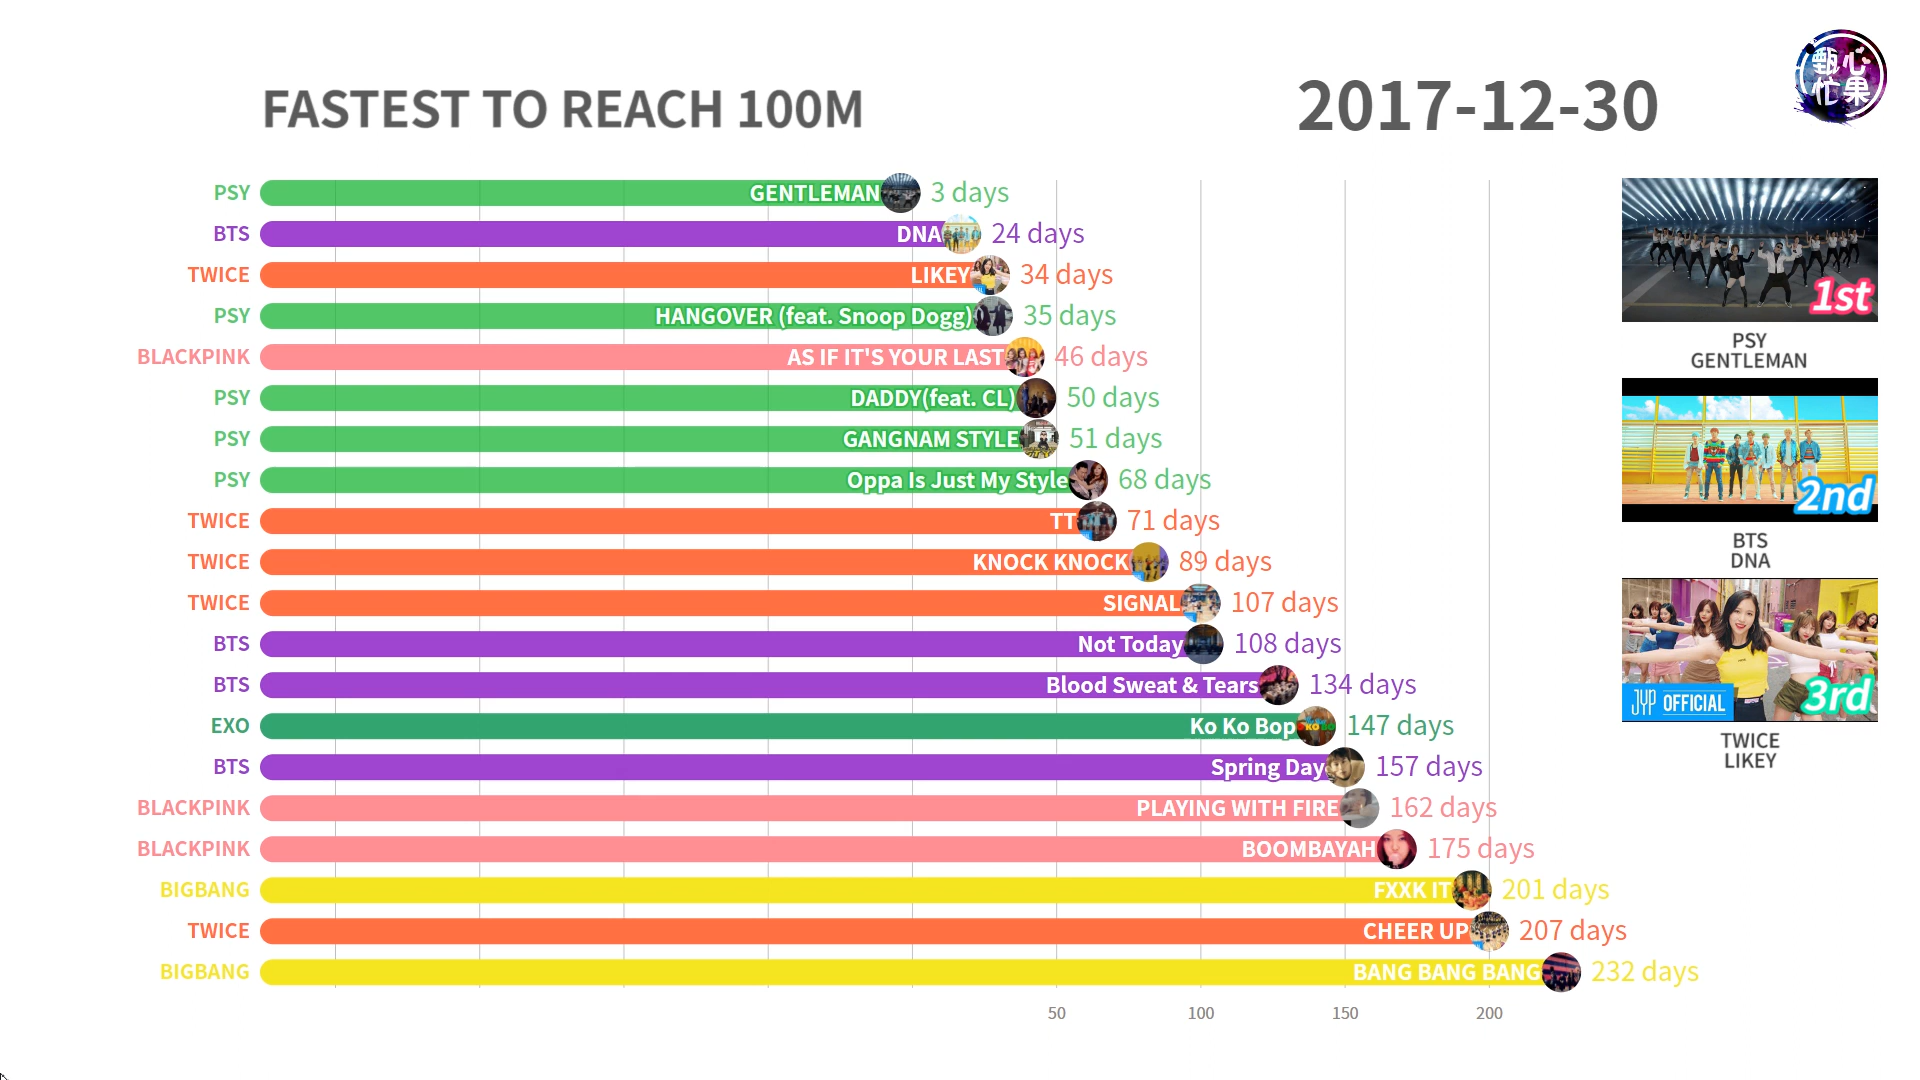 FASTEST TO REACH 100M
2017-12-30
甄心
忙果
PSY GENTLEMAN 3 days
BTS DNA 24 days
TWICE LIKEY 34 days
PSY HANGOVER (feat. Snoop Dogg) 35 days
BLACKPINK AS IF IT'S YOUR LAST 46 days
PSY DADDY(feat. CL) 50 days
PSY GANGNAM STYLE 51 days
PSY Oppa Is Just My Style 68 days
TWICE TT 71 days
TWICE KNOCK KNOCK 89 days
TWICE SIGNAL 107 days
BTS Not Today 108 days
BTS Blood Sweat & Tears 134 days
EXO Ko Ko Bop 147 days
BTS Spring Day 157 days
BLACKPINK PLAYING WITH FIRE 162 days
BLACKPINK BOOMBAYAH 175 days
BIGBANG FXXK IT 201 days
TWICE CHEER UP 207 days
BIGBANG BANG BANG BANG 232 days
50 100 150 200
1st
PSY
GENTLEMAN
2nd
BTS
DNA
JYP OFFICIAL
3rd
TWICE
LIKEY